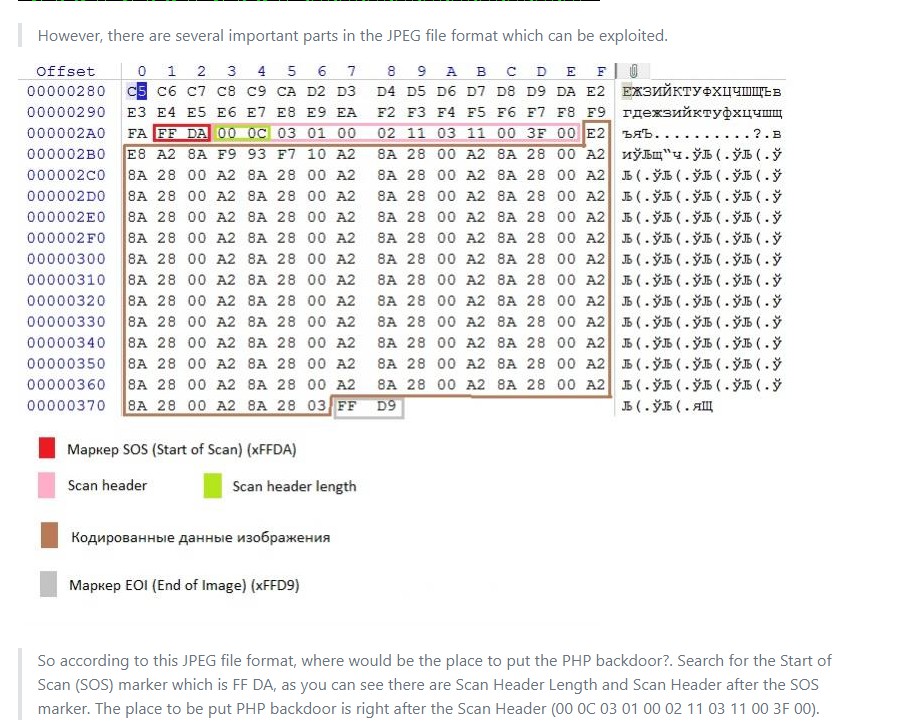 However, there are several important parts in the JPEG file format which can be exploited.
Offset 0 1 2 3 4 5 6 7 8 9 A B C D E F
00000280 C5 C6 C7 C8 C9 CA D2 D3 D4 D5 D6 D7 D8 D9 DA E2 ЕЖЗИЙКТУФХЦЧШЩЪв
00000290 E3 E4 E5 E6 E7 E8 E9 EA F2 F3 F4 F5 F6 F7 F8 F9 гдежзийктуфхцчшщ
000002A0 FA FF DA 00 0C 03 01 00 02 11 03 11 00 3F 00 E2 ъяЪ..........?.в
000002B0 E8 A2 8A F9 93 F7 10 A2 8A 28 00 A2 8A 28 00 A2 иўЉщ“ч.ўЉ(.ўЉ(.ў
000002C0 8A 28 00 A2 8A 28 00 A2 8A 28 00 A2 8A 28 00 A2 Љ(.ўЉ(.ўЉ(.ўЉ(.ў
000002D0 8A 28 00 A2 8A 28 00 A2 8A 28 00 A2 8A 28 00 A2 Љ(.ўЉ(.ўЉ(.ўЉ(.ў
000002E0 8A 28 00 A2 8A 28 00 A2 8A 28 00 A2 8A 28 00 A2 Љ(.ўЉ(.ўЉ(.ўЉ(.ў
000002F0 8A 28 00 A2 8A 28 00 A2 8A 28 00 A2 8A 28 00 A2 Љ(.ўЉ(.ўЉ(.ўЉ(.ў
00000300 8A 28 00 A2 8A 28 00 A2 8A 28 00 A2 8A 28 00 A2 Љ(.ўЉ(.ўЉ(.ўЉ(.ў
00000310 8A 28 00 A2 8A 28 00 A2 8A 28 00 A2 8A 28 00 A2 Љ(.ўЉ(.ўЉ(.ўЉ(.ў
00000320 8A 28 00 A2 8A 28 00 A2 8A 28 00 A2 8A 28 00 A2 Љ(.ўЉ(.ўЉ(.ўЉ(.ў
00000330 8A 28 00 A2 8A 28 00 A2 8A 28 00 A2 8A 28 00 A2 Љ(.ўЉ(.ўЉ(.ўЉ(.ў
00000340 8A 28 00 A2 8A 28 00 A2 8A 28 00 A2 8A 28 00 A2 Љ(.ўЉ(.ўЉ(.ўЉ(.ў
00000350 8A 28 00 A2 8A 28 00 A2 8A 28 00 A2 8A 28 00 A2 Љ(.ўЉ(.ўЉ(.ўЉ(.ў
00000360 8A 28 00 A2 8A 28 00 A2 8A 28 00 A2 8A 28 00 A2 Љ(.ўЉ(.ўЉ(.ўЉ(.ў
00000370 8A 28 00 A2 8A 28 03 FF D9 Љ(.ўЉ(.яЩ
Маркер SOS (Start of Scan) (xFFDA)
Scan header Scan header length
Кодированные данные изображения
Маркер EOI (End of Image) (xFFD9)
So according to this JPEG file format, where would be the place to put the PHP backdoor?. Search for the Start of
Scan (SOS) marker which is FF DA, as you can see there are Scan Header Length and Scan Header after the SOS
marker. The place to be put PHP backdoor is right after the Scan Header (00 0C 03 01 00 02 11 03 11 00 3F 00).